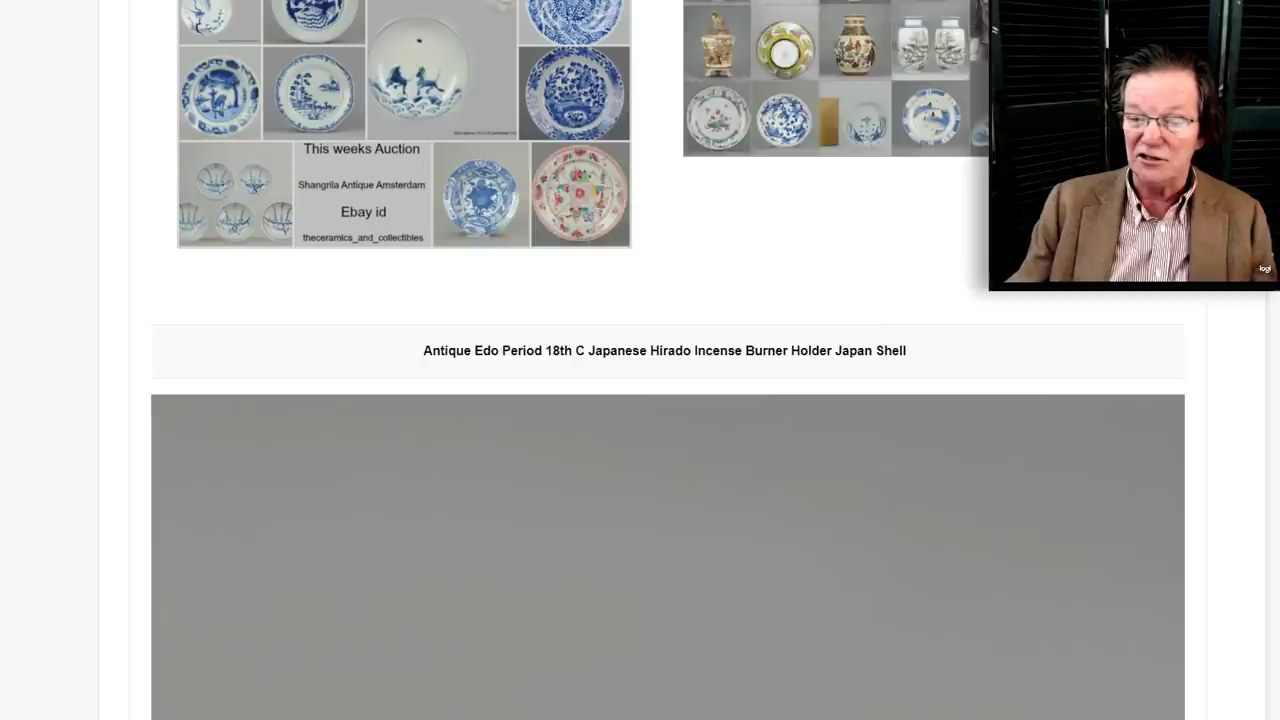 This weeks Auction
Shangrila Antique Amsterdam
Ebay id
theceramics_and_collectibles
logi
Antique Edo Period 18th C Japanese Hirado Incense Burner Holder Japan Shell